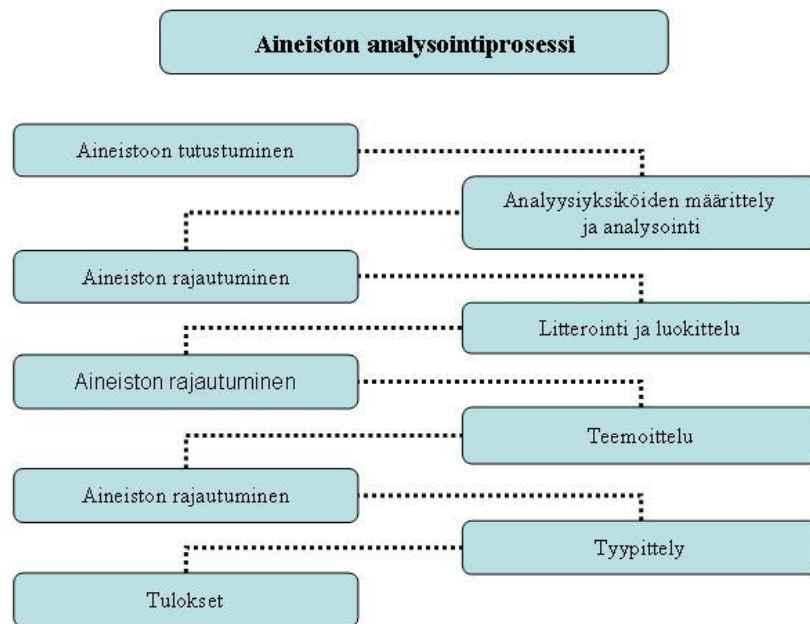 Aineiston analysointiprosessi
Aineistoon tutustuminen
Analyysiyksiköiden määrittely
ja analysointi
Aineiston rajautuminen
Litterointi ja luokittelu
Aineiston rajautuminen
Teemoittelu
Aineiston rajautuminen
Tyypittely
Tulokset